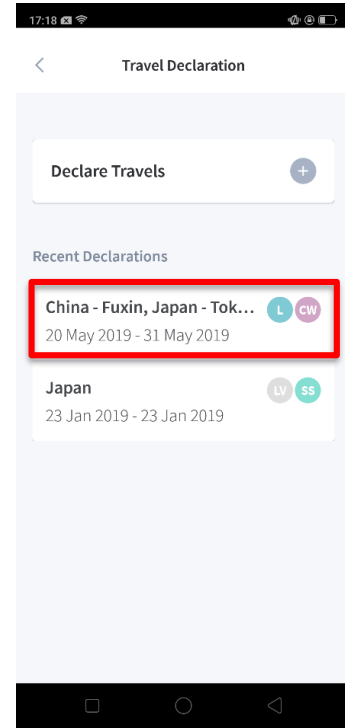 17:18
Travel Declaration
Declare Travels
Recent Declarations
China - Fuxin, Japan - Tok... L CW
20 May 2019 - 31 May 2019
Japan LV SS
23 Jan 2019 - 23 Jan 2019